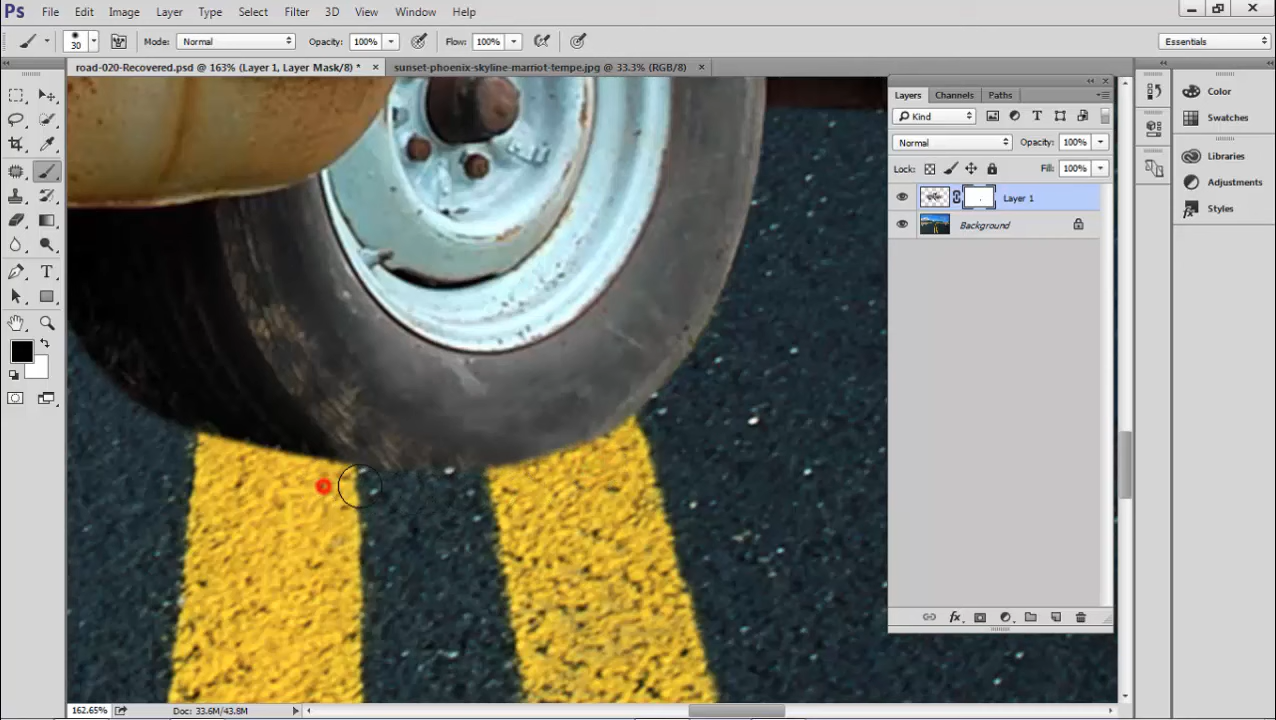 Ps File Edit Image Layer Type Select Filter 3D View Window Help
30 Mode: Normal Opacity: 100% Flow: 100% Essentials
road-020-Recovered.psd @ 163% (Layer 1, Layer Mask/8) * × sunset-phoenix-skyline-marriot-tempe.jpg @ 33.3% (RGB/8) ×
Layers Channels Paths
Kind
Normal Opacity: 100%
Lock: Fill: 100%
Layer 1
Background
Color
Swatches
Libraries
Adjustments
Styles
162.65% Doc: 33.6M/43.8M